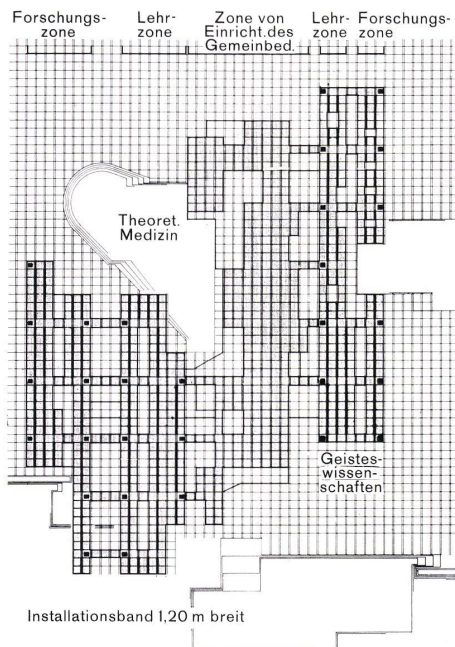 Forschungs-
zone
Lehr-
zone
Zone von
Einricht.des
Gemeinbed.
Lehr-
zone
Forschungs-
zone
Theoret.
Medizin
Geistes-
wissen-
schaften
Installationsband 1,20 m breit